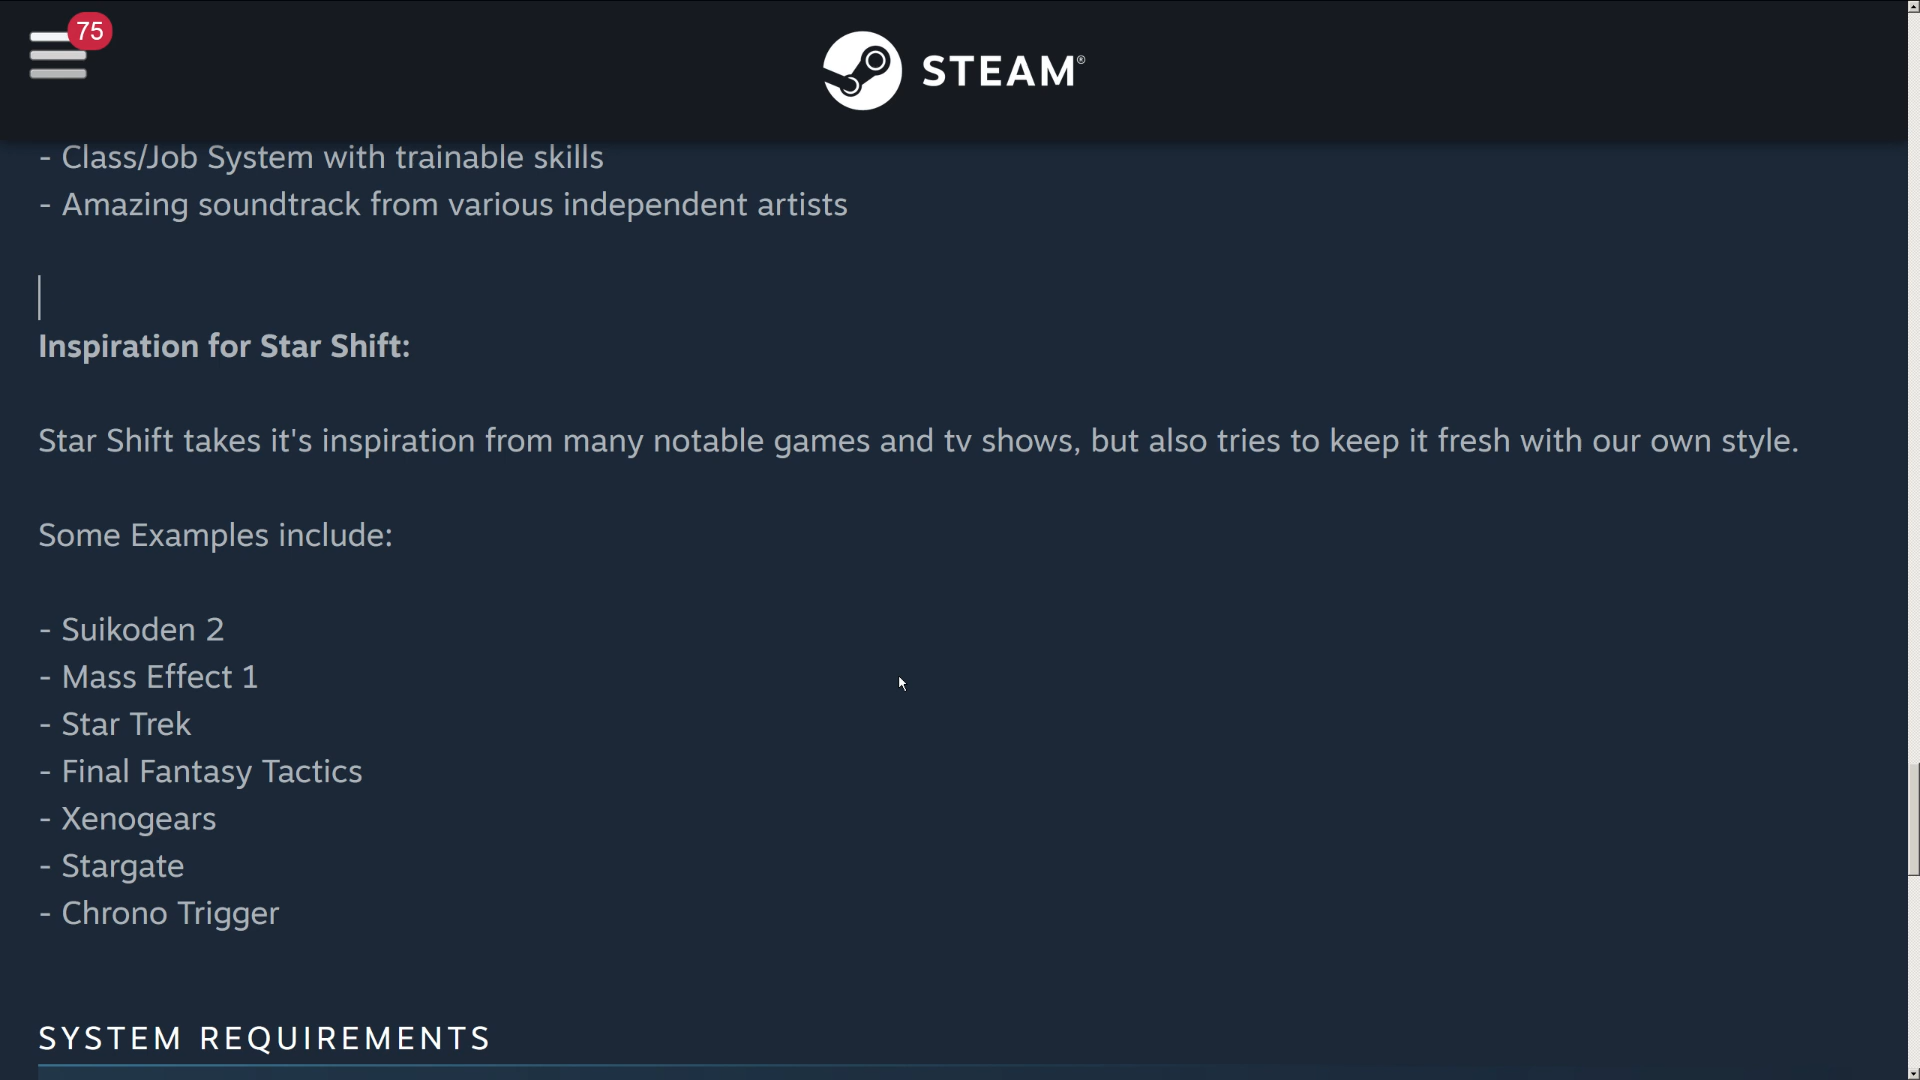 75
STEAM®
- Class/Job System with trainable skills
- Amazing soundtrack from various independent artists
Inspiration for Star Shift:
Star Shift takes it's inspiration from many notable games and tv shows, but also tries to keep it fresh with our own style.
Some Examples include:
- Suikoden 2
- Mass Effect 1
- Star Trek
- Final Fantasy Tactics
- Xenogears
- Stargate
- Chrono Trigger
SYSTEM REQUIREMENTS